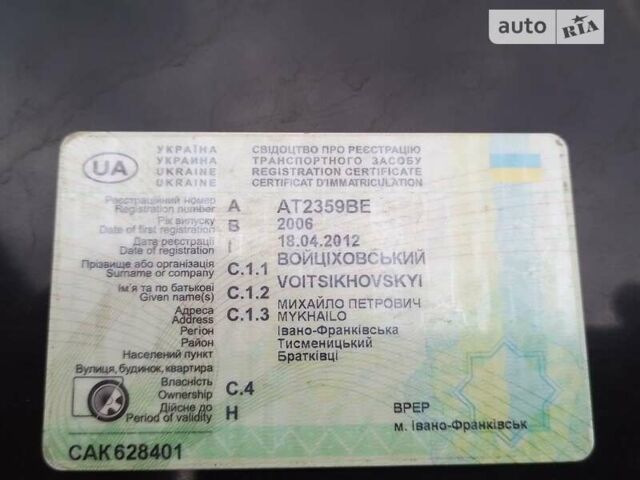 auto RIA
UA
УКРАЇНА СВІДОЦТВО ПРО РЕЄСТРАЦІЮ
УКРАИНА ТРАНСПОРТНОГО ЗАСОБУ
UKRAINE REGISTRATION CERTIFICATE
UKRAINE CERTIFICAT D'IMMATRICULATION
Реєстраційний номер
Registration number A AT2359BE
Рік випуску
Date of first registration B 2006
Дата реєстрації
Date of registration I 18.04.2012
Прізвище або організація
Surname or company C.1.1 ВОЙЦІХОВСЬКИЙ
VOITSIKHOVSKYI
Ім'я та по батькові
Given name(s) C.1.2 МИХАЙЛО ПЕТРОВИЧ
Адреса
Address C.1.3 MYKHAILO
Регіон Івано-Франківська
Район Тисменицький
Населений пункт Братківці
Вулиця, будинок, квартира
Власність
Ownership C.4
Дійсне до
Period of validity H
ВРЕР
м. Івано-Франківськ
САК 628401